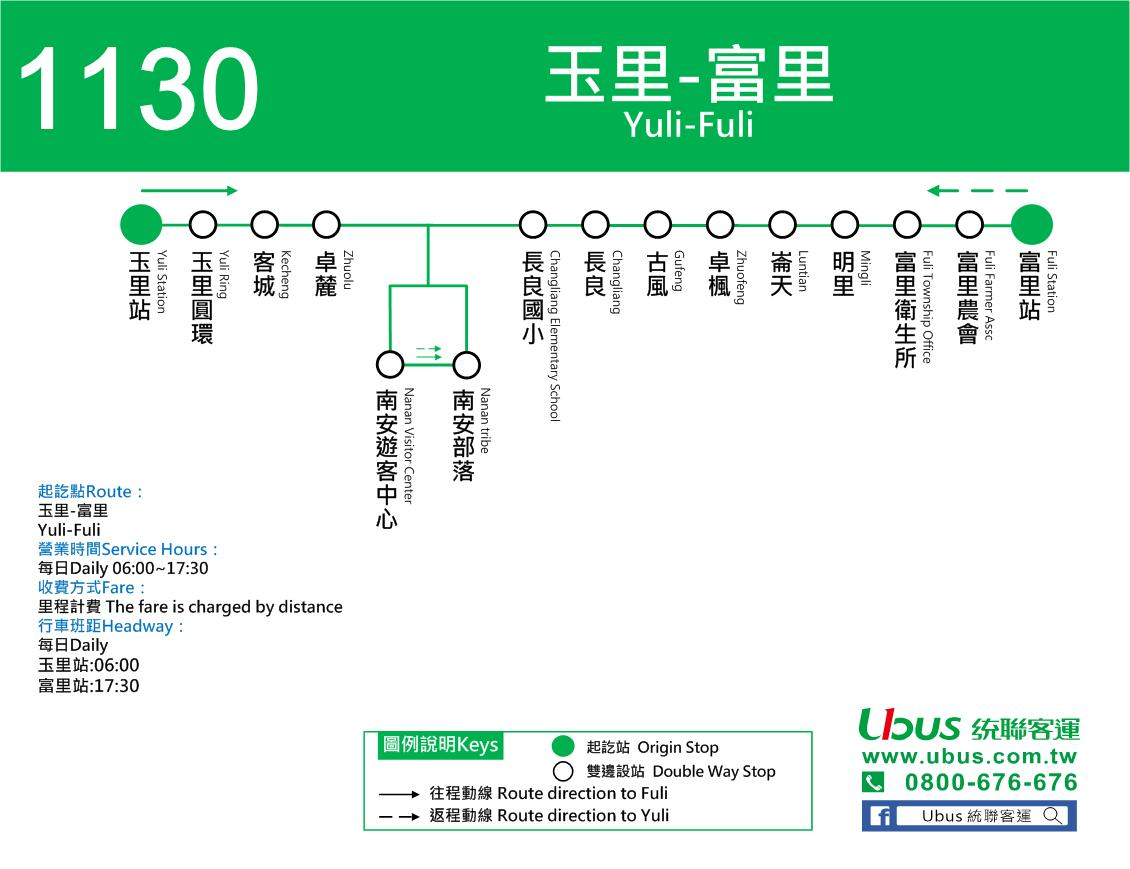 1130
玉里-富里
Yuli-Fuli
玉里站
Yuli Station
玉里圓環
Yuli Ring
客城
Kecheng
卓麓
Zhuolu
南安遊客中心
Nanan Visitor Center
南安部落
Nanan tribe
長良國小
Changliang Elementary School
長良
Changliang
古風
Gufeng
卓楓
Zhuofeng
崙天
Luntian
明里
Mingli
富里衛生所
Fuli Township Office
富里農會
Fuli Farmer Assc
富里站
Fuli Station
起訖點Route：
玉里-富里
Yuli-Fuli
營業時間Service Hours：
每日Daily 06:00~17:30
收費方式Fare：
里程計費 The fare is charged by distance
行車班距Headway：
每日Daily
玉里站:06:00
富里站:17:30
圖例說明Keys
起訖站 Origin Stop
雙邊設站 Double Way Stop
往程動線 Route direction to Fuli
返程動線 Route direction to Yuli
Ubus 統聯客運
www.ubus.com.tw
0800-676-676
f Ubus 統聯客運